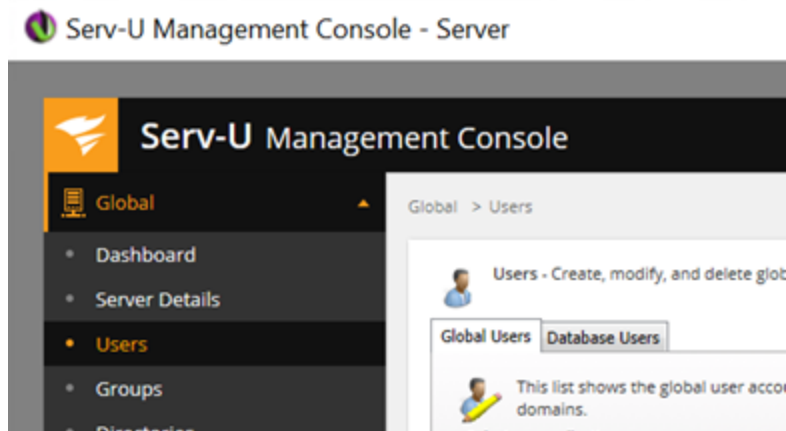 Serv-U Management Console - Server
Serv-U Management Console
Global
Global > Users
Dashboard
Users - Create, modify, and delete glob
Server Details
Global Users Database Users
Users
Groups
This list shows the global user accou
domains.
Directories